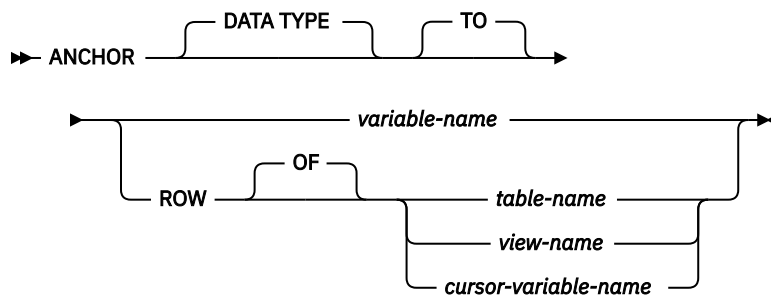 DATA TYPE TO
ANCHOR
variable-name
OF
ROW table-name
view-name
cursor-variable-name